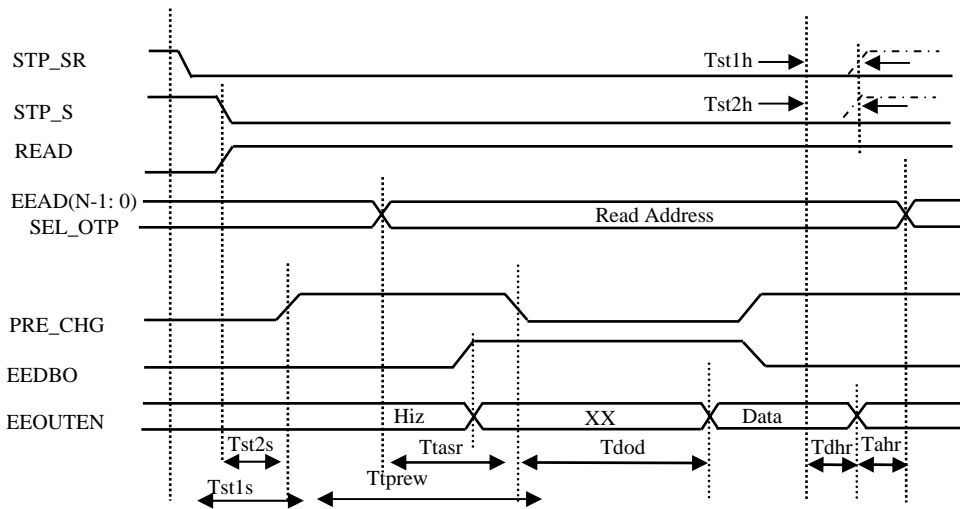 STP_SR
Tst1h
STP_S
Tst2h
READ
EEAD(N-1: 0)
SEL_OTP
Read Address
PRE_CHG
EEDBO
EEOUTEN
Hiz
XX
Data
Tst2s
Ttasr
Tdod
Tdhr
Tahr
Tst1s
Ttprew